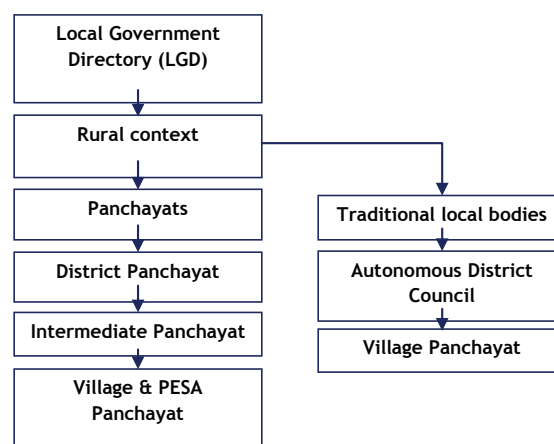 Local Government
Directory (LGD)
Rural context
Panchayats
District Panchayat
Intermediate Panchayat
Village & PESA
Panchayat
Traditional local bodies
Autonomous District
Council
Village Panchayat